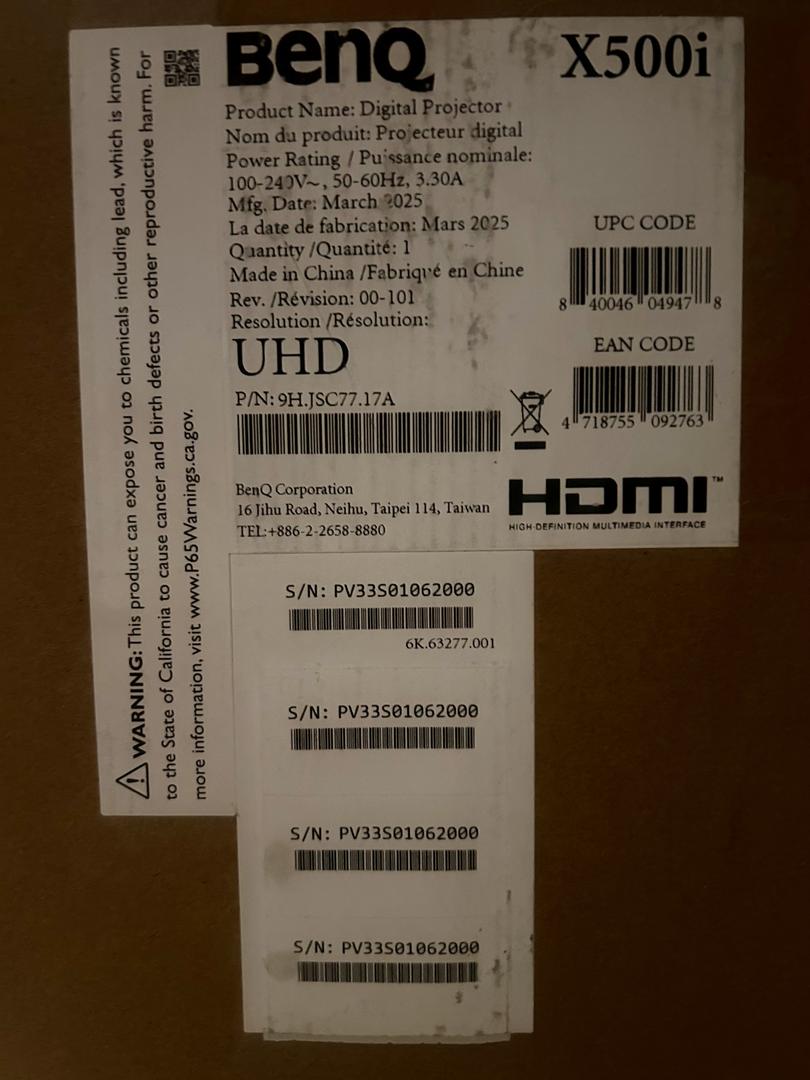 BenQ
X500i
Product Name: Digital Projector
Nom du produit: Projecteur digital
Power Rating / Puissance nominale:
100-240V~, 50-60Hz, 3.30A
Mfg. Date: March 2025
La date de fabrication: Mars 2025
Quantity /Quantité: 1
Made in China /Fabriqué en Chine
Rev. /Révision: 00-101
Resolution /Résolution:
UHD
P/N: 9H.JSC77.17A
UPC CODE
8 40046 04947 8
EAN CODE
4 718755 092763
BenQ Corporation
16 Jihu Road, Neihu, Taipei 114, Taiwan
TEL:+886-2-2658-8880
HDMI™
HIGH-DEFINITION MULTIMEDIA INTERFACE
⚠WARNING: This product can expose you to chemicals including lead, which is known
to the State of California to cause cancer and birth defects or other reproductive harm. For
more information, visit www.P65Warnings.ca.gov.
S/N: PV33S01062000
6K.63277.001
S/N: PV33S01062000
S/N: PV33S01062000
S/N: PV33S01062000